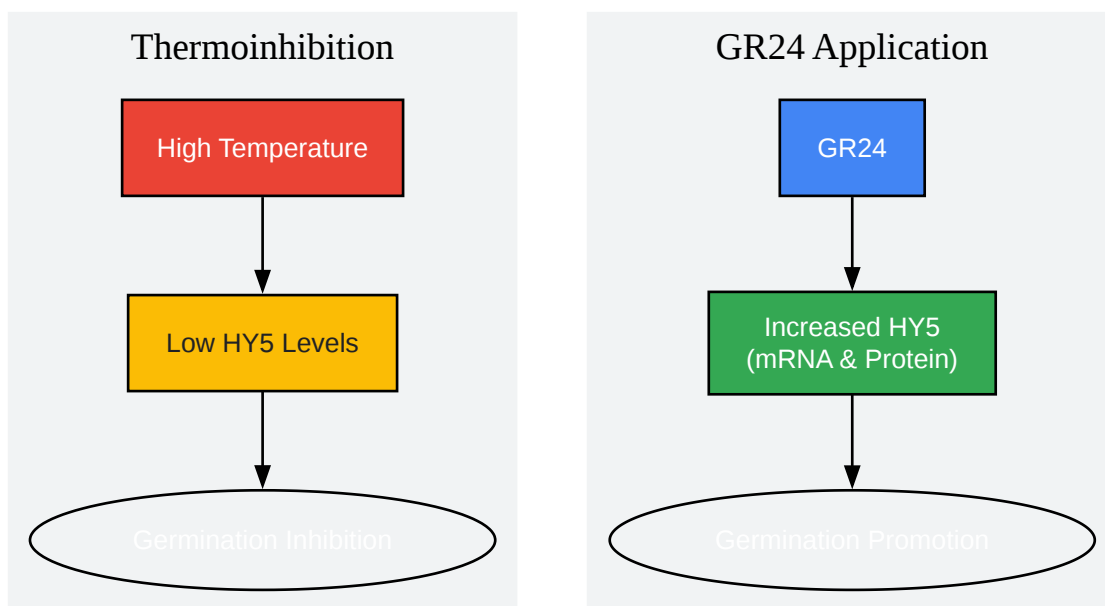 Thermoinhibition
High Temperature
Low HY5 Levels
Germination Inhibition
GR24 Application
GR24
Increased HY5
(mRNA & Protein)
Germination Promotion